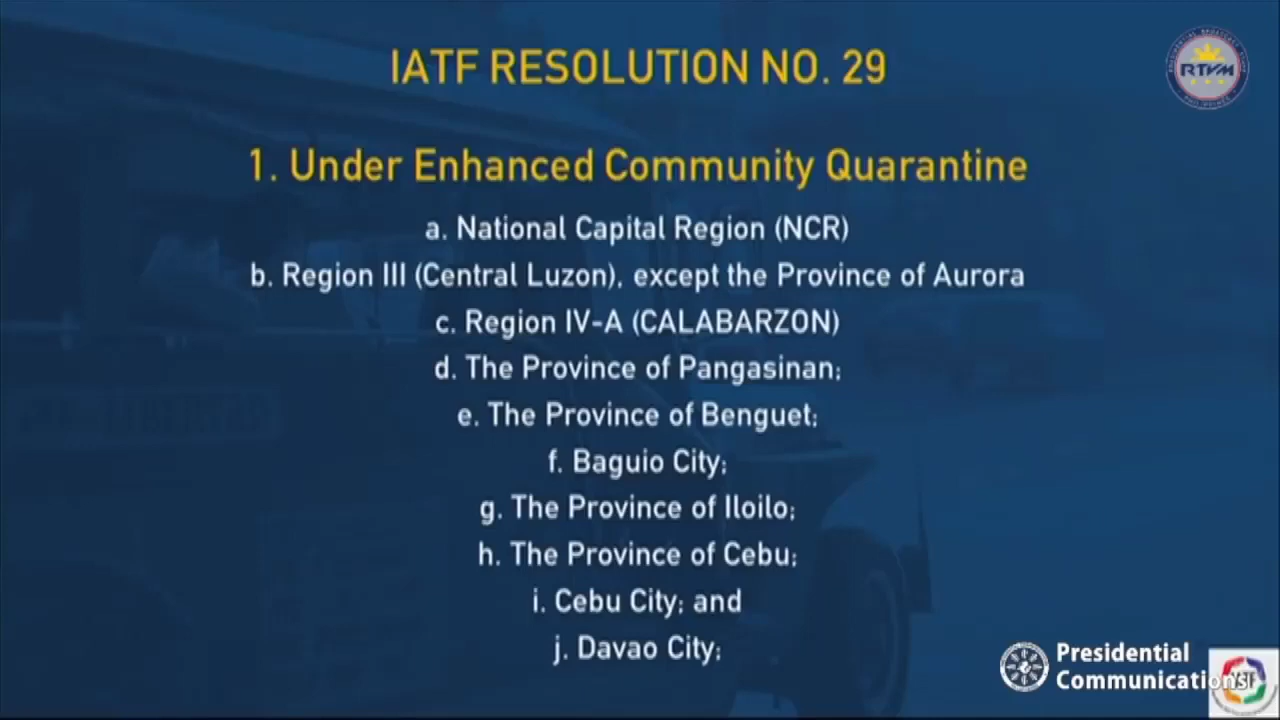 IATF RESOLUTION NO. 29
RTVM
1. Under Enhanced Community Quarantine
a. National Capital Region (NCR)
b. Region III (Central Luzon), except the Province of Aurora
c. Region IV-A (CALABARZON)
d. The Province of Pangasinan;
e. The Province of Benguet;
f. Baguio City;
g. The Province of Iloilo;
h. The Province of Cebu;
i. Cebu City; and
j. Davao City;
Presidential
Communications